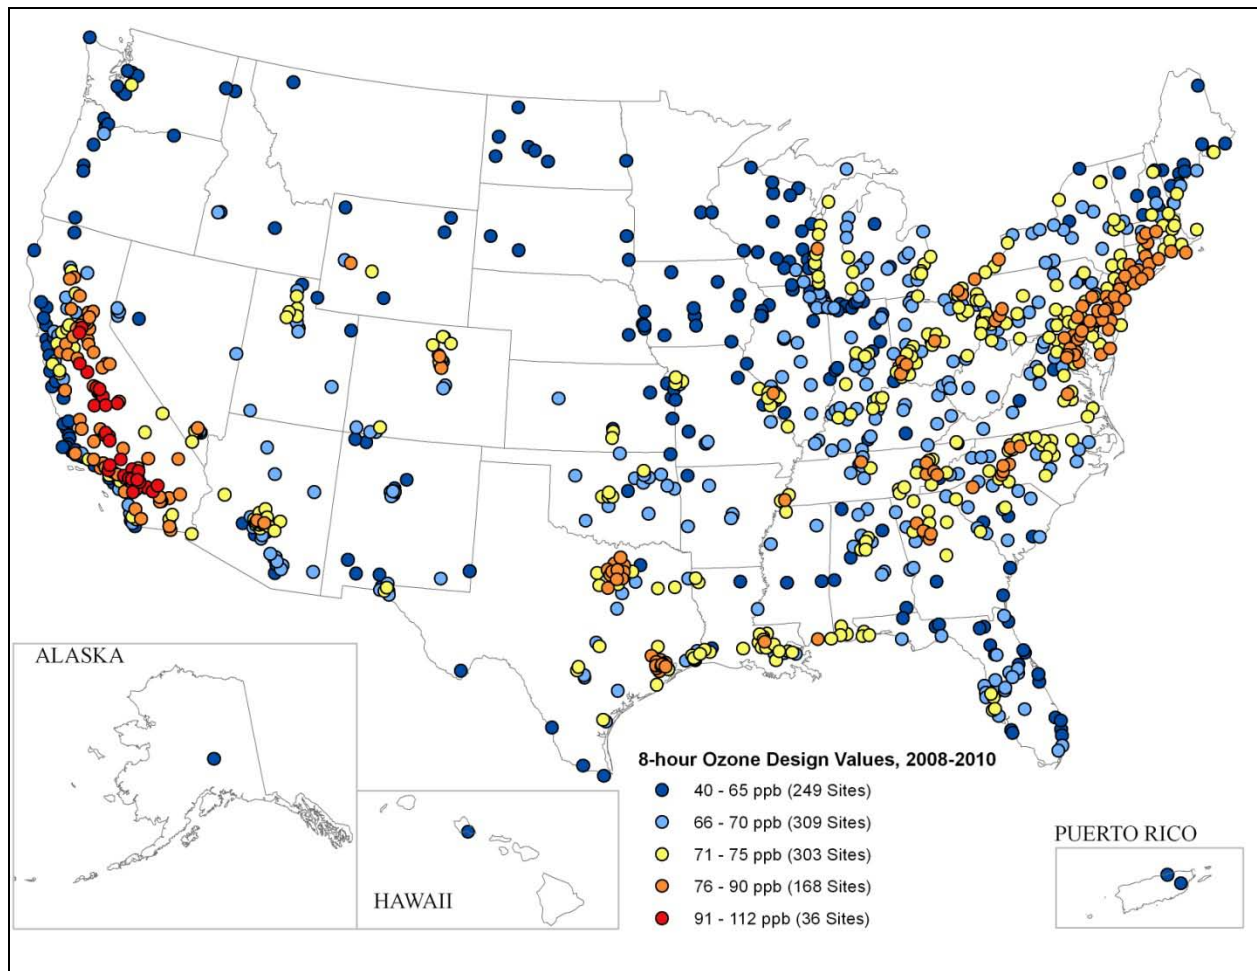 ALASKA
HAWAII
8-hour Ozone Design Values, 2008-2010
40 - 65 ppb (249 Sites)
66 - 70 ppb (309 Sites)
71 - 75 ppb (303 Sites)
76 - 90 ppb (168 Sites)
91 - 112 ppb (36 Sites)
PUERTO RICO